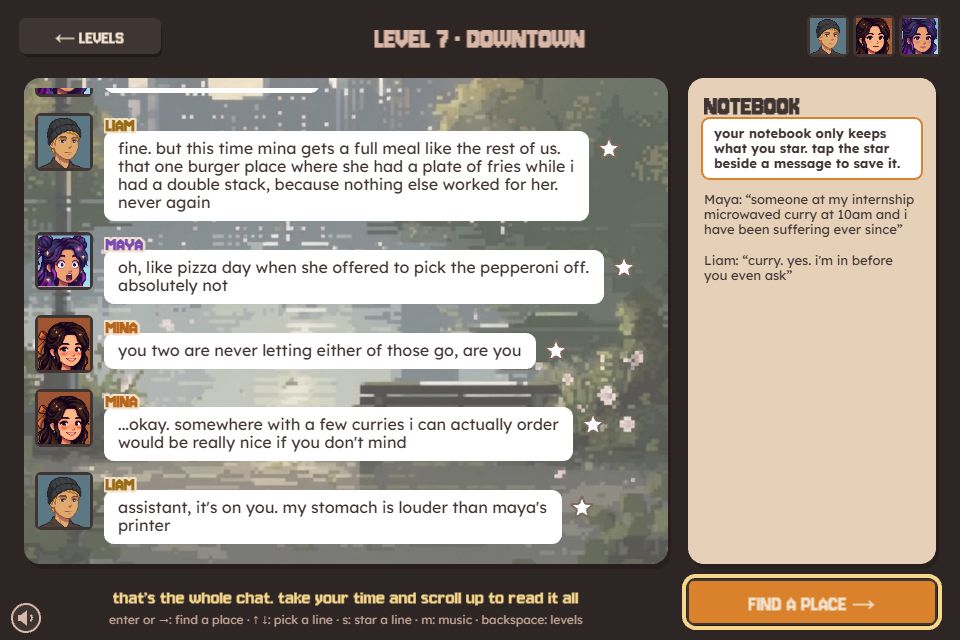 ← LEVELS
LEVEL 7 · DOWNTOWN
LIAM
fine. but this time mina gets a full meal like the rest of us.
that one burger place where she had a plate of fries while i
had a double stack, because nothing else worked for her.
never again
MAYA
oh, like pizza day when she offered to pick the pepperoni off.
absolutely not
MINA
you two are never letting either of those go, are you
MINA
...okay. somewhere with a few curries i can actually order
would be really nice if you don't mind
LIAM
assistant, it's on you. my stomach is louder than maya's
printer
NOTEBOOK
your notebook only keeps
what you star. tap the star
beside a message to save it.
Maya: “someone at my internship
microwaved curry at 10am and i
have been suffering ever since”
Liam: “curry. yes. i'm in before
you even ask”
that's the whole chat. take your time and scroll up to read it all
enter or →: find a place · ↑ ↓: pick a line · s: star a line · m: music · backspace: levels
FIND A PLACE →